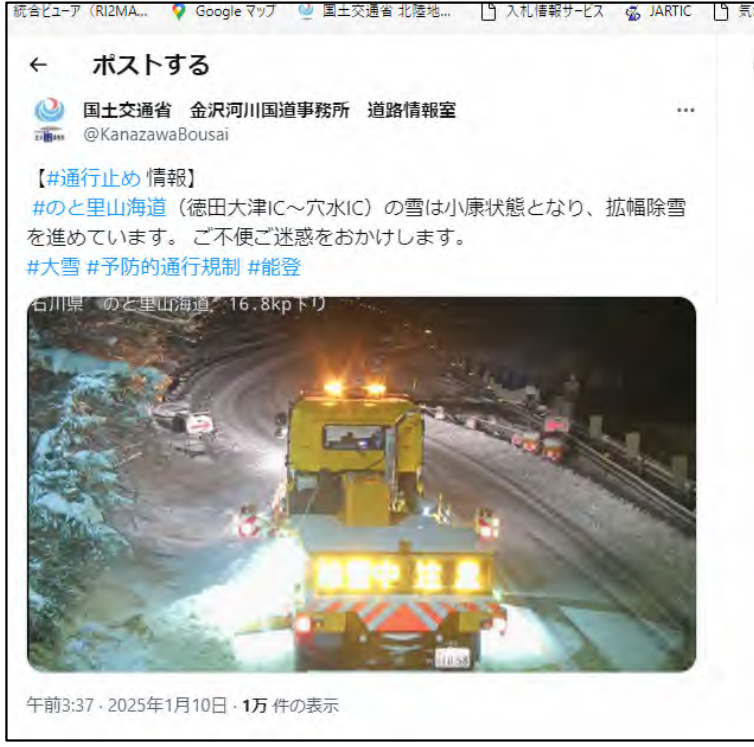 統合ビューア（RI2MA... Google マップ 国土交通省 北陸地... 入札情報サービス JARTIC 気
← ポストする
国土交通省　金沢河川国道事務所　道路情報室 ...
@KanazawaBousai
【#通行止め 情報】
#のと里山海道（徳田大津IC～穴水IC）の雪は小康状態となり、拡幅除雪
を進めています。 ご不便ご迷惑をおかけします。
#大雪 #予防的通行規制 #能登
石川県　のと里山海道　16.8kp下り
除雪中 注意
午前3:37 · 2025年1月10日 · 1万 件の表示